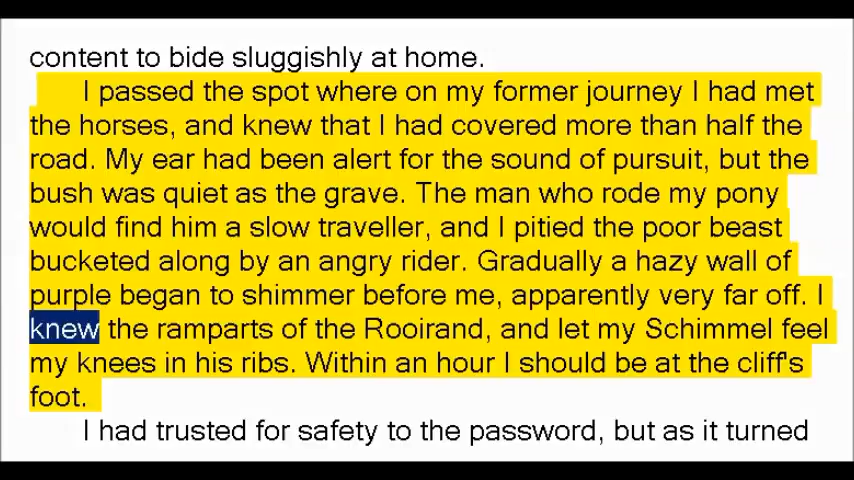 content to bide sluggishly at home.
I passed the spot where on my former journey I had met
the horses, and knew that I had covered more than half the
road. My ear had been alert for the sound of pursuit, but the
bush was quiet as the grave. The man who rode my pony
would find him a slow traveller, and I pitied the poor beast
bucketed along by an angry rider. Gradually a hazy wall of
purple began to shimmer before me, apparently very far off. I
knew the ramparts of the Rooirand, and let my Schimmel feel
my knees in his ribs. Within an hour I should be at the cliff's
foot.
I had trusted for safety to the password, but as it turned